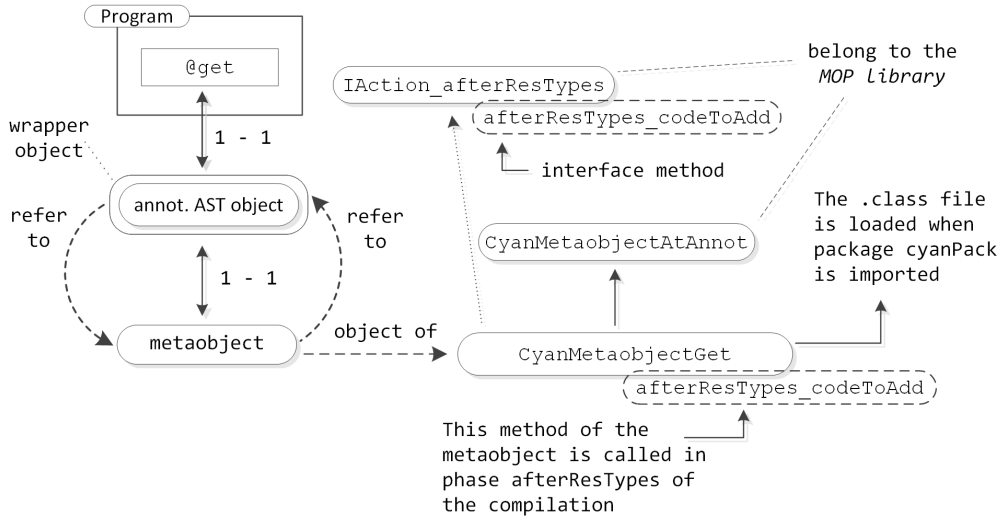 Program
@get
wrapper
object
1 - 1
annot. AST object
refer
to
refer
to
1 - 1
metaobject
object of
IAction_afterResTypes
afterResTypes_codeToAdd
interface method
belong to the
MOP library
CyanMetaobjectAtAnnot
The .class file
is loaded when
package cyanPack
is imported
CyanMetaobjectGet
afterResTypes_codeToAdd
This method of the
metaobject is called in
phase afterResTypes of
the compilation